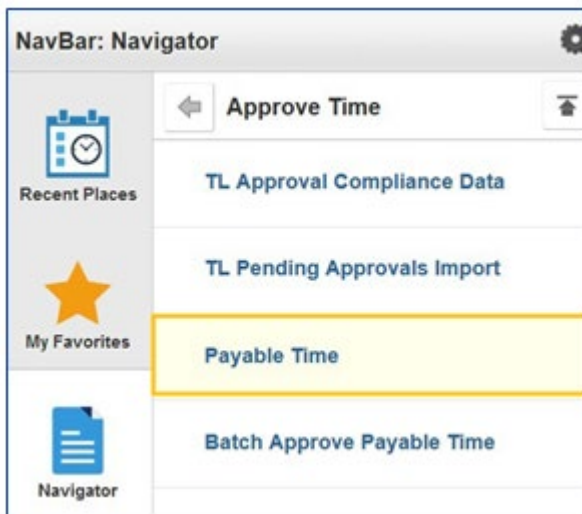 NavBar: Navigator
Approve Time
Recent Places
TL Approval Compliance Data
TL Pending Approvals Import
My Favorites
Payable Time
Batch Approve Payable Time
Navigator